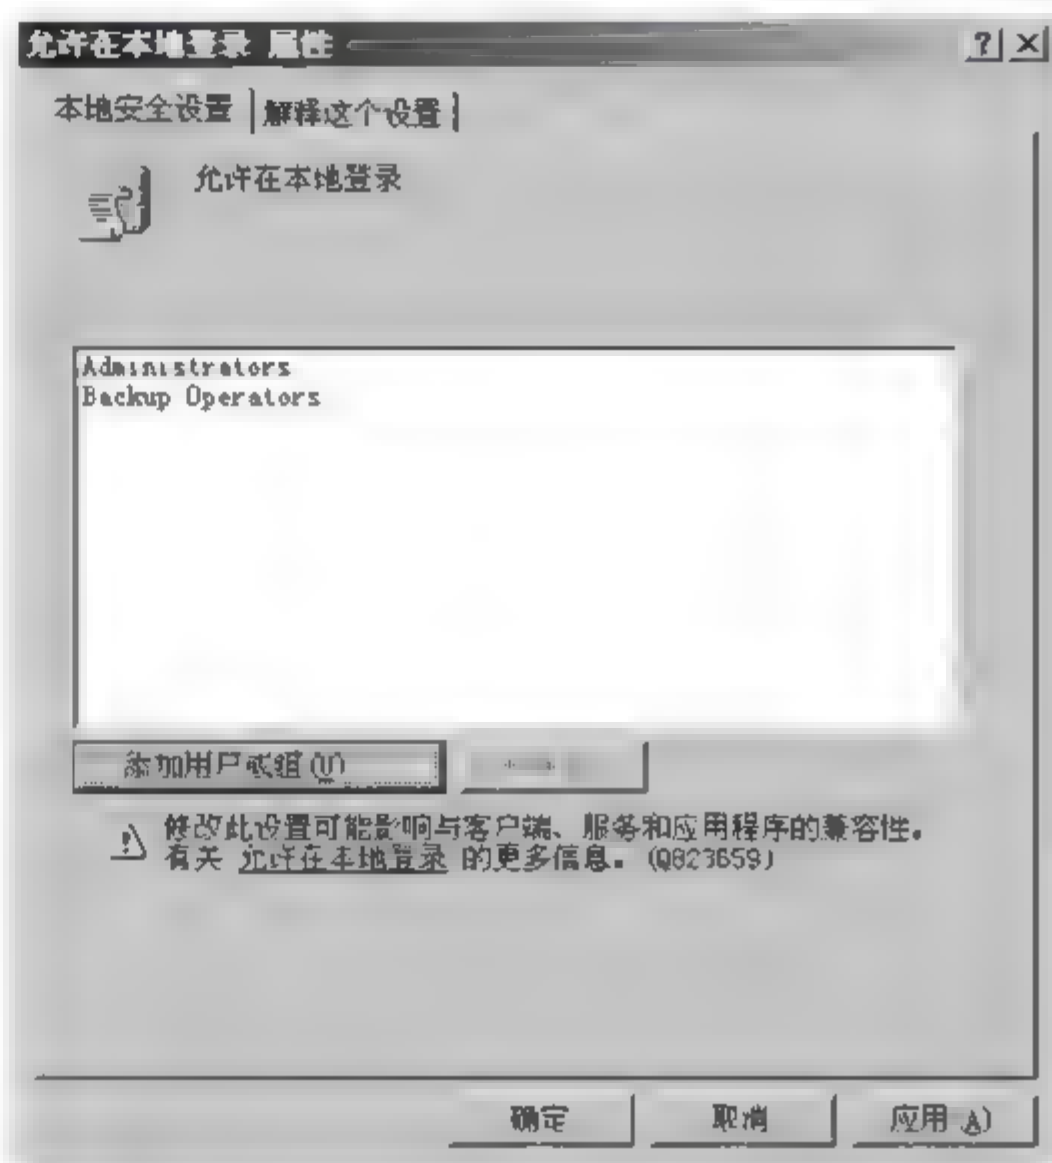 允许在本地登录 属性
本地安全设置 解释这个设置
允许在本地登录
Administrators
Backup Operators
添加用户或组(U)
修改此设置可能影响与客户端、服务和应用程序的兼容性。
有关 允许在本地登录 的更多信息。(Q823659)
确定 取消 应用(A)